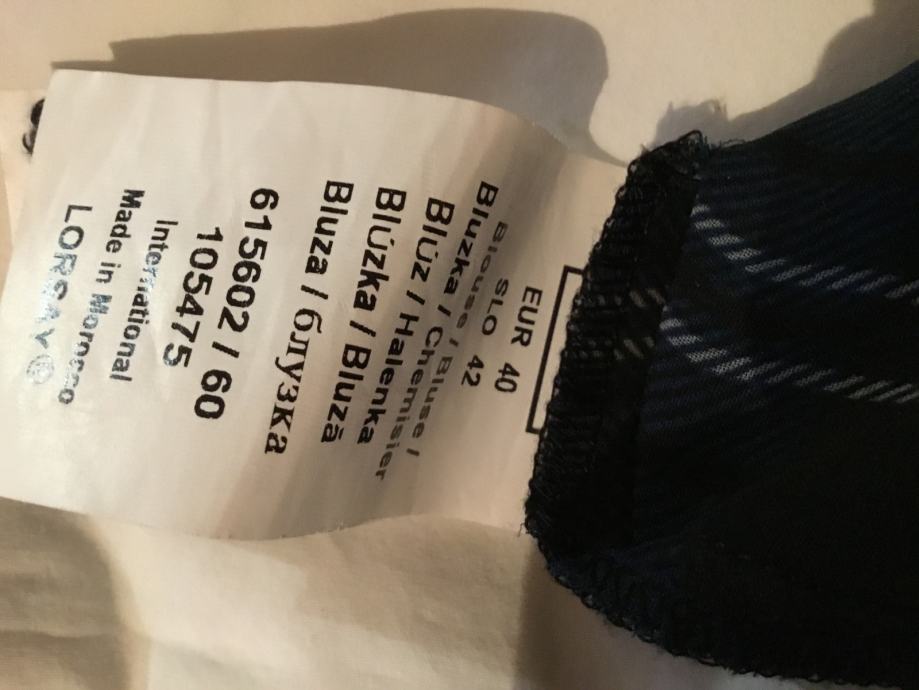 EUR 40
SLO 42
Blouse / Bluse /
Bluzka / Chemisier
Blúz / Halenka
Blúzka / Bluză
Bluza / блузка
615602 / 60
105475
International
Made in Morocco
ORSAY®